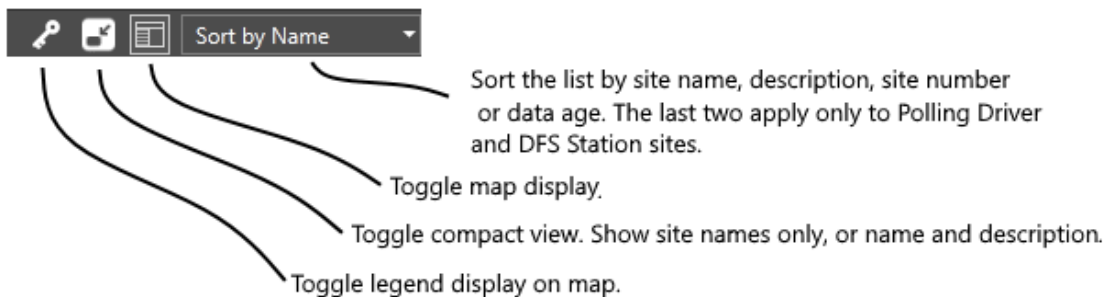 Sort by Name
Sort the list by site name, description, site number
or data age. The last two apply only to Polling Driver
and DFS Station sites.
Toggle map display.
Toggle compact view. Show site names only, or name and description.
Toggle legend display on map.